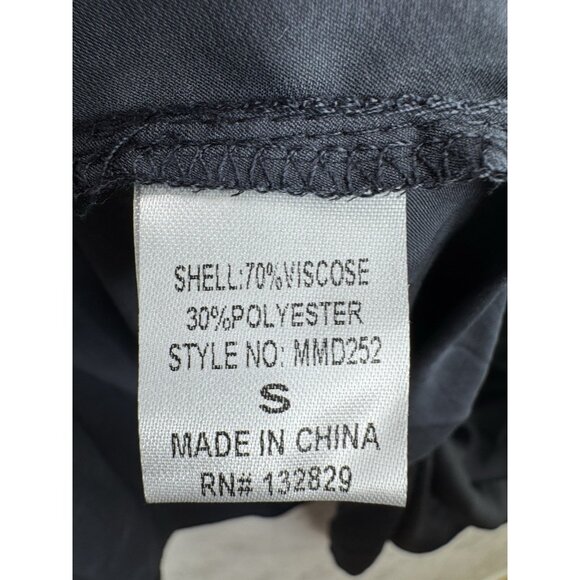 SHELL:70%VISCOSE
30%POLYESTER
STYLE NO: MMD252
S
MADE IN CHINA
RN# 132829